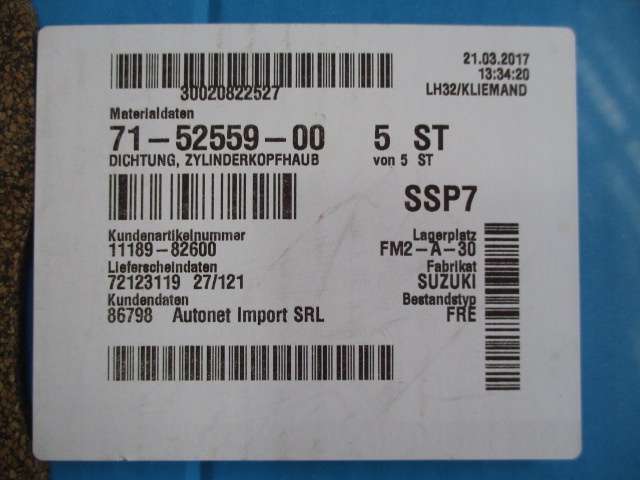 21.03.2017
13:34:20
30020822527
LH32/KLIEMAND
Materialdaten
71-52559-00 5 ST
DICHTUNG, ZYLINDERKOPFHAUB von 5 ST
SSP7
Kundenartikelnummer Lagerplatz
11189-82600 FM2-A-30
Lieferscheindaten Fabrikat
72123119 27/121 SUZUKI
Kundendaten Bestandstyp
86798 Autonet Import SRL FRE